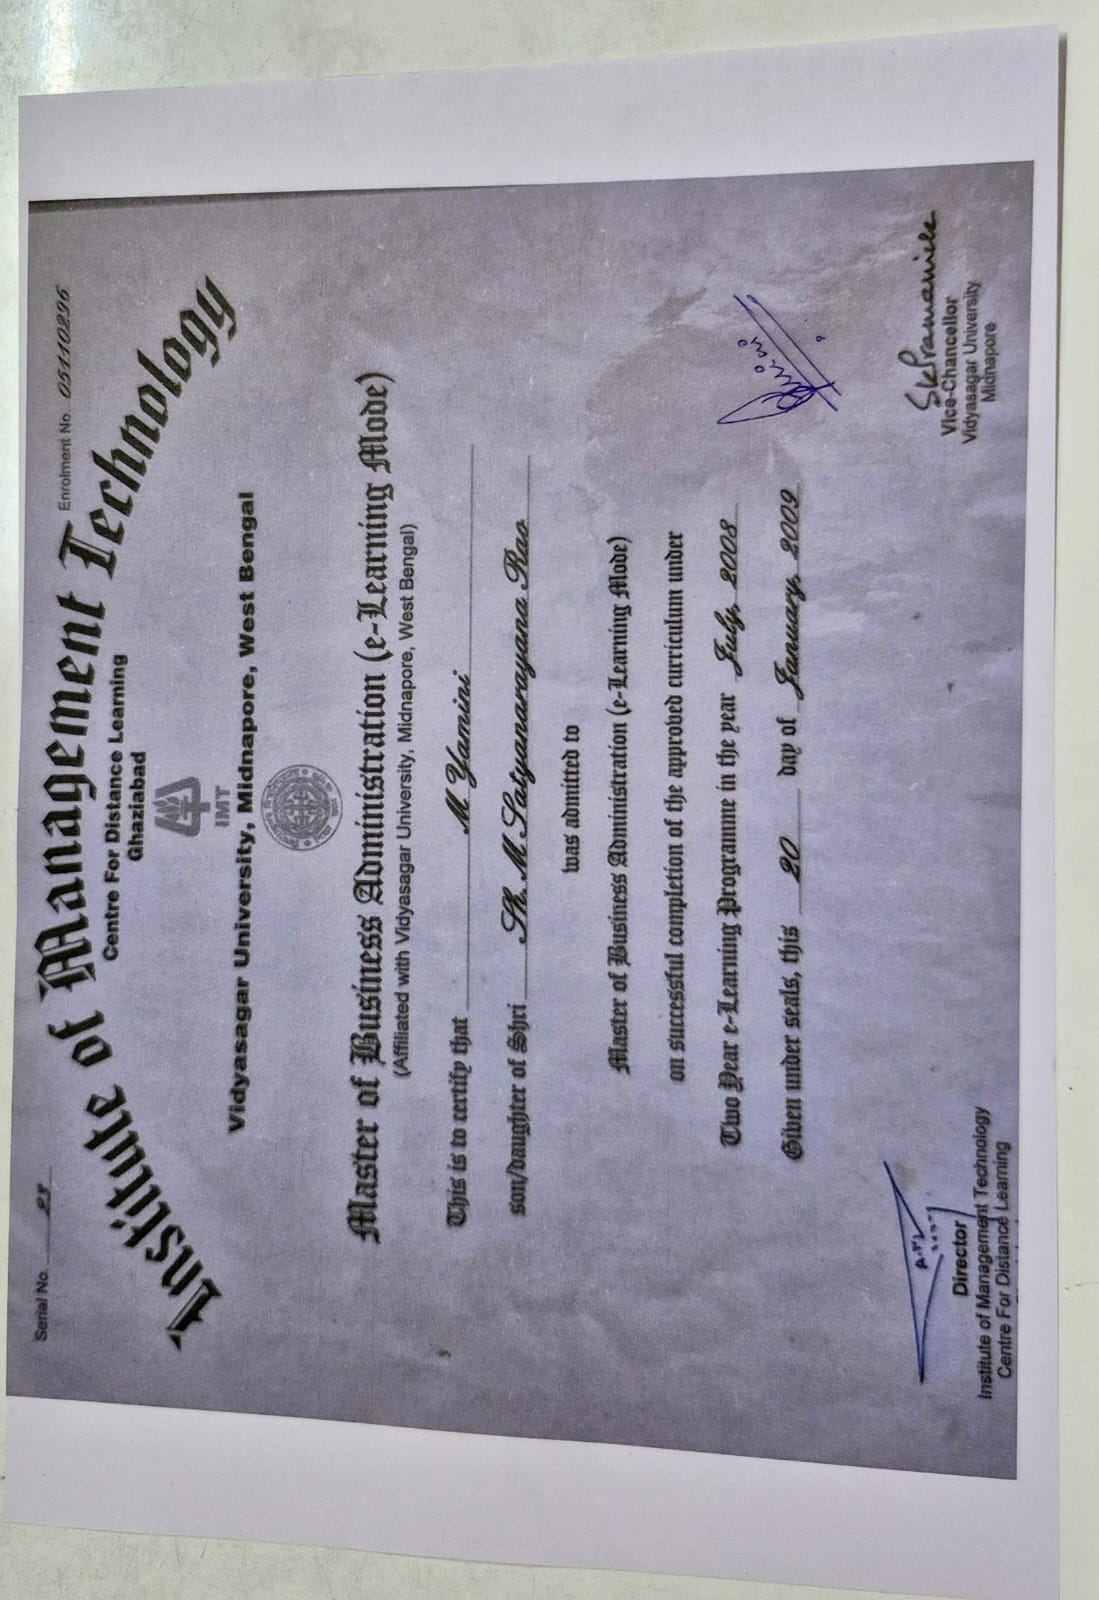 Serial No. 23
Enrolment No. 05110296
Institute of Management Technology
Centre For Distance Learning
Ghaziabad
IMT
Vidyasagar University, Midnapore, West Bengal
Master of Business Administration (e-Learning Mode)
(Affiliated with Vidyasagar University, Midnapore, West Bengal)
This is to certify that M. Yamini
son/daughter of Shri Sh. M Satyanarayana Rao
was admitted to
Master of Business Administration (e-Learning Mode)
on successful completion of the approved curriculum under
Two Year e-Learning Programme in the year July, 2008
Given under seals, this 20 day of January, 2009
Director
Institute of Management Technology
Centre For Distance Learning
SKPramanick
Vice-Chancellor
Vidyasagar University
Midnapore